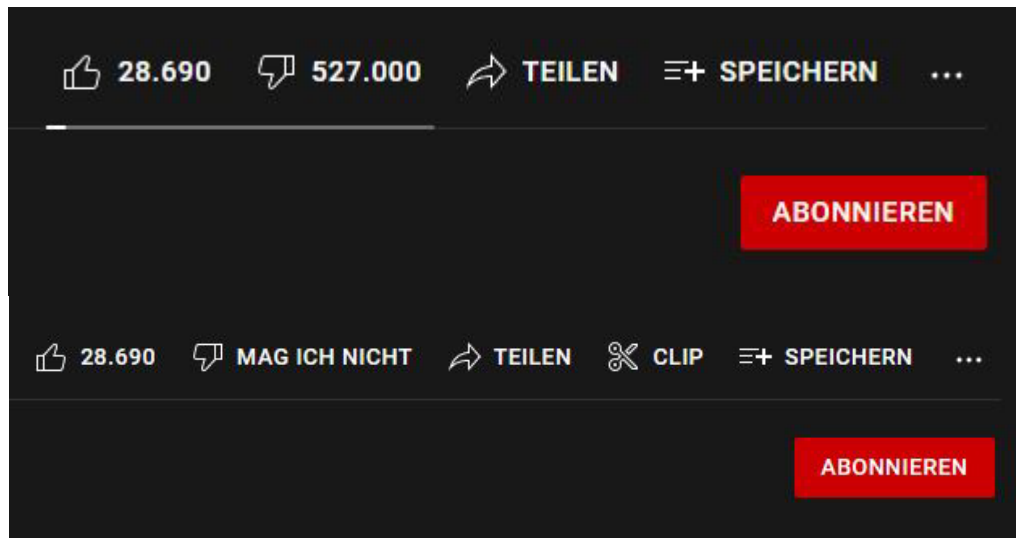 28.690 527.000 TEILEN SPEICHERN ...
ABONNIEREN
28.690 MAG ICH NICHT TEILEN CLIP SPEICHERN ...
ABONNIEREN